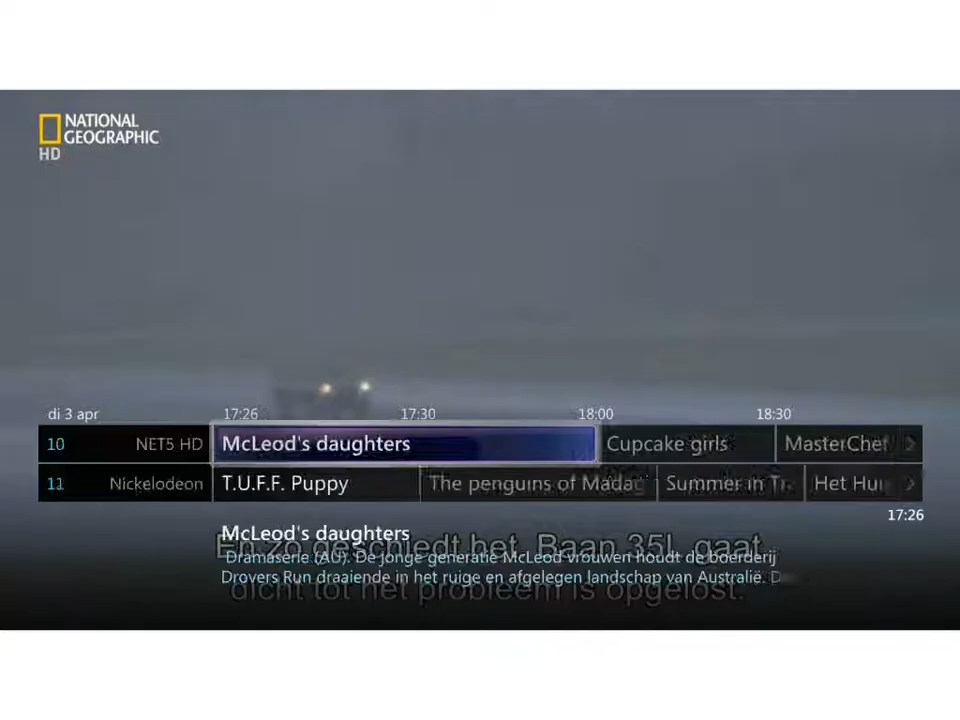 NATIONAL
GEOGRAPHIC
HD
di 3 apr 17:26 17:30 18:00 18:30
10 NET5 HD McLeod's daughters Cupcake girls MasterChef
11 Nickelodeon T.U.F.F. Puppy The penguins of Madag Summer in Tr Het Hui
17:26
McLeod's daughters
En zo geschiedt het. Baan 35L gaat
Dramaserie (AU). De jonge generatie McLeod vrouwen houdt de boerderij
Drovers Run draaiende in het ruige en afgelegen landschap van Australië. D
dicht tot het probleem is opgelost.